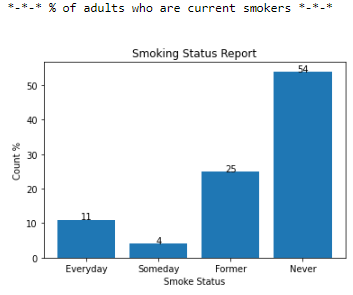 *-*-* % of adults who are current smokers *-*-*
Smoking Status Report
54
50
40
30
25
20
11
10
4
0
Count %
Everyday Someday Former Never
Smoke Status